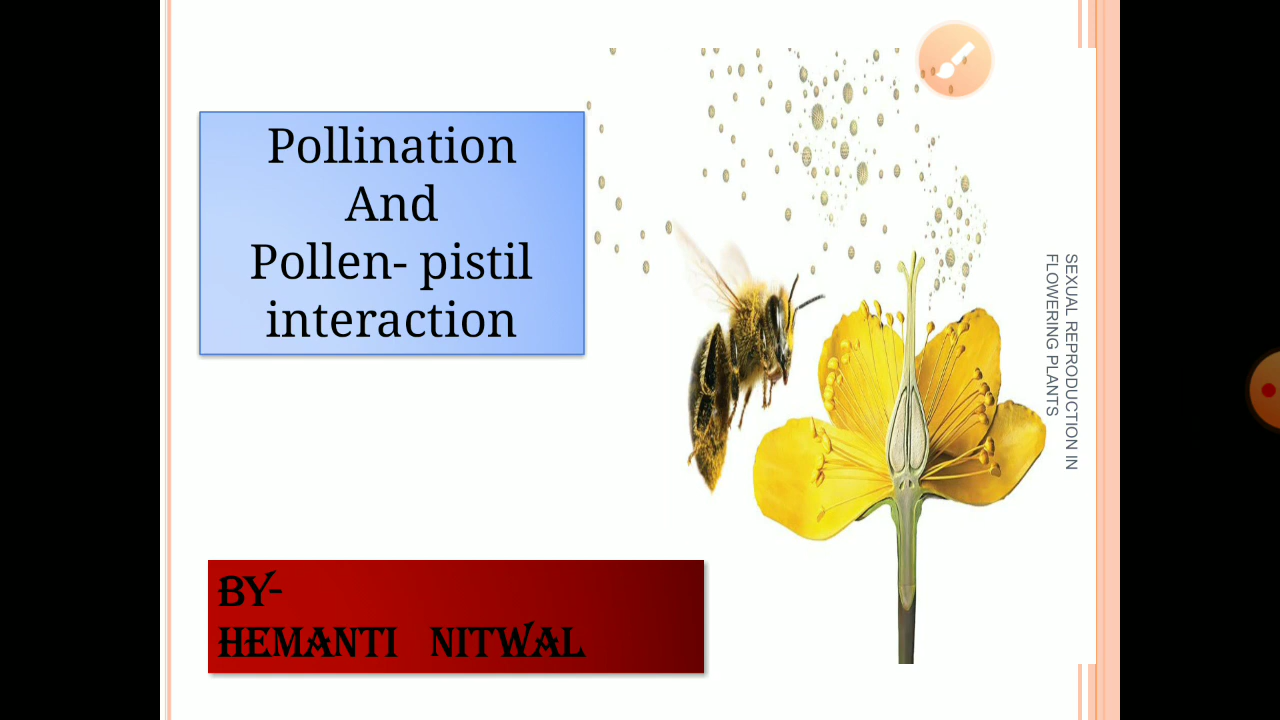 Pollination
And
Pollen- pistil
interaction
SEXUAL REPRODUCTION IN
FLOWERING PLANTS
BY-
HEMANTI NITWAL